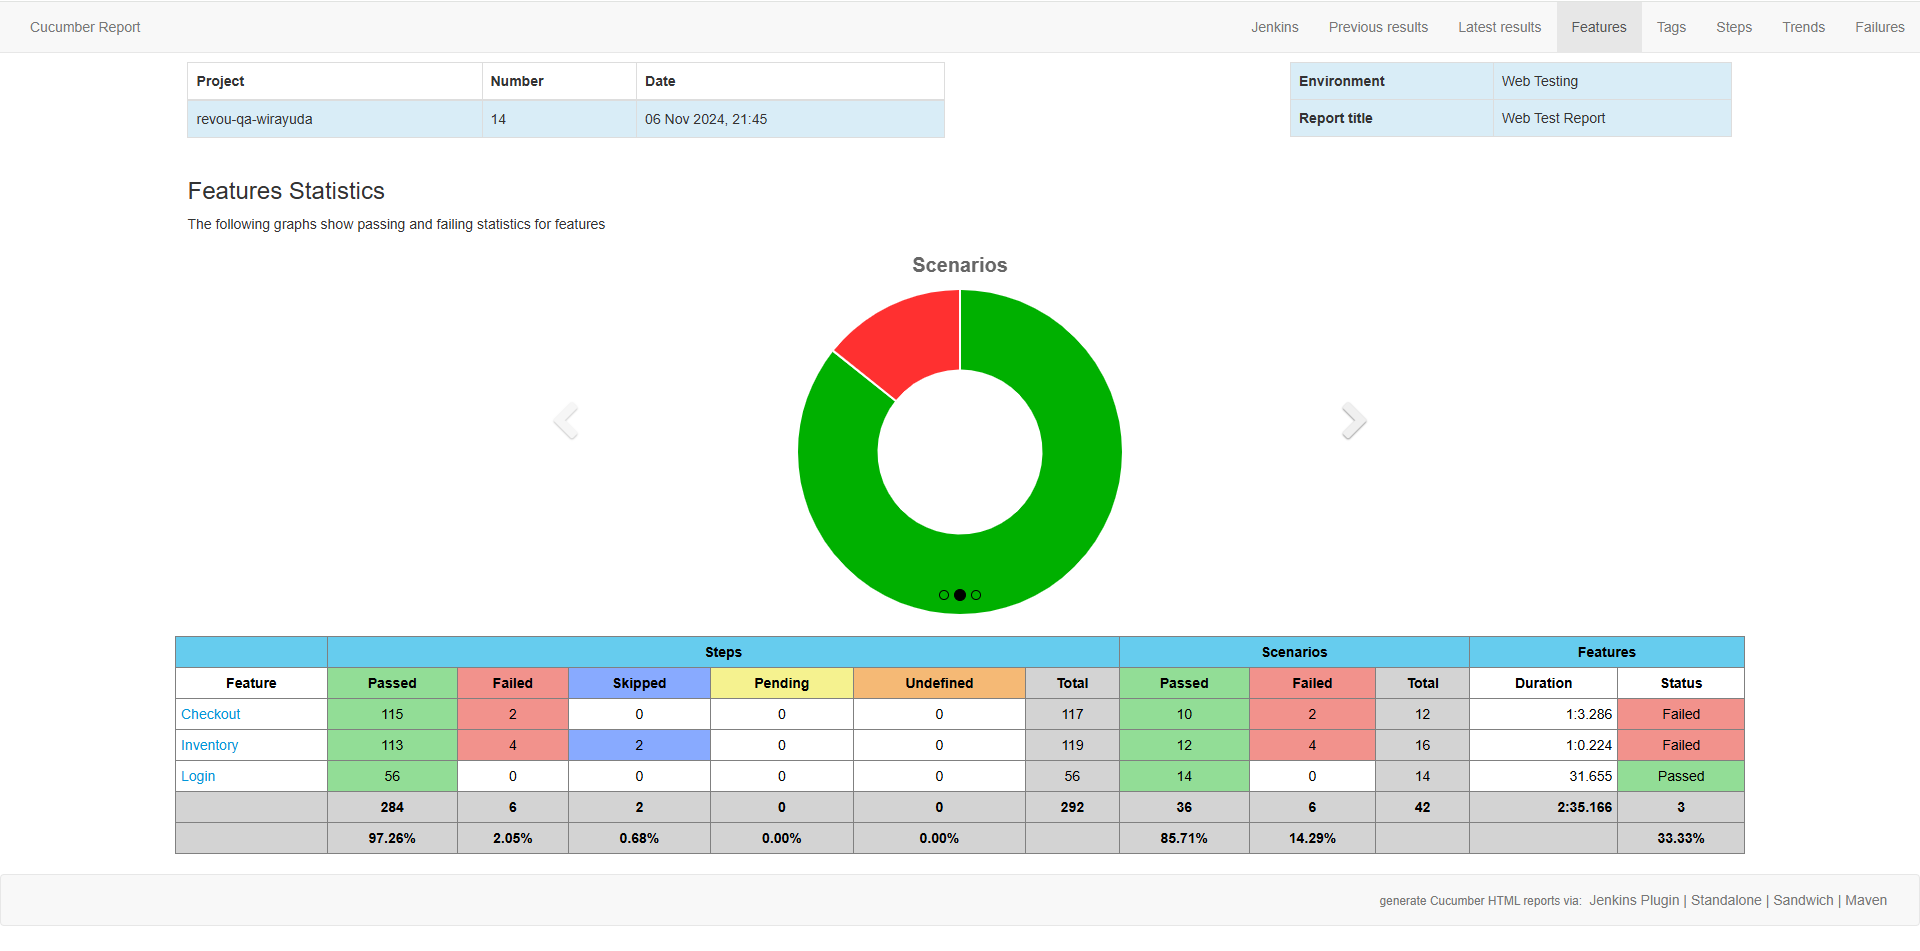 Cucumber Report Jenkins Previous results Latest results Features Tags Steps Trends Failures
Project Number Date
revou-qa-wirayuda 14 06 Nov 2024, 21:45
Environment Web Testing
Report title Web Test Report
Features Statistics
The following graphs show passing and failing statistics for features
Scenarios
Steps Scenarios Features
Feature Passed Failed Skipped Pending Undefined Total Passed Failed Total Duration Status
Checkout 115 2 0 0 0 117 10 2 12 1:3.286 Failed
Inventory 113 4 2 0 0 119 12 4 16 1:0.224 Failed
Login 56 0 0 0 0 56 14 0 14 31.655 Passed
284 6 2 0 0 292 36 6 42 2:35.166 3
97.26% 2.05% 0.68% 0.00% 0.00% 85.71% 14.29% 33.33%
generate Cucumber HTML reports via: Jenkins Plugin | Standalone | Sandwich | Maven